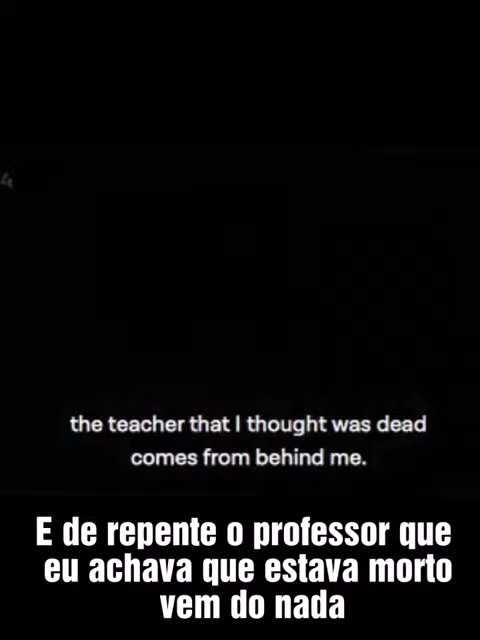 4
the teacher that I thought was dead
comes from behind me.
E de repente o professor que
eu achava que estava morto
vem do nada